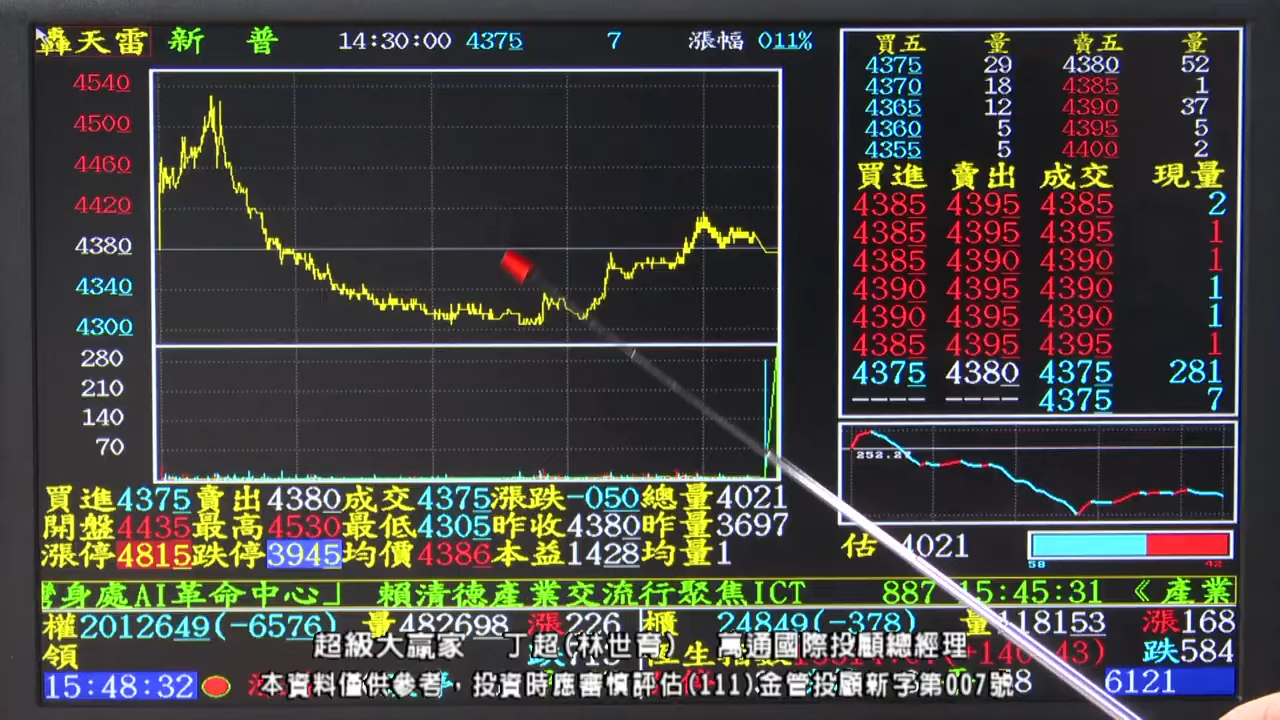 轟天雷 新普 14:30:00 4375 7 漲幅 011%
4540
4500
4460
4420
4380
4340
4300
280
210
140
70
買五 量 賣五 量
4375 29 4380 52
4370 18 4385 1
4365 12 4390 37
4360 5 4395 5
4355 5 4400 2
買進 賣出 成交 現量
4385 4395 4385 2
4385 4395 4395 1
4385 4390 4390 1
4390 4395 4390 1
4390 4395 4390 1
4385 4395 4395 1
4375 4380 4375 281
---- ---- 4375 7
252.27
估 4021
58 42
買進4375賣出4380成交4375漲跌-050總量4021
開盤4435最高4530最低4305昨收4380昨量3697
漲停4815跌停3945均價4386本益1428均量1
身處AI革命中心」 賴清德產業交流行聚焦ICT 887 15:45:31 《產業
權2012649(-6576) 量482698 漲226 櫃 24849(-378) 量118153 漲168
領 跌584
超級大贏家 丁超(林世育) 萬通國際投顧總經理
15:48:32 6121
本資料僅供參考，投資時應審慎評估(111)金管投顧新字第007號